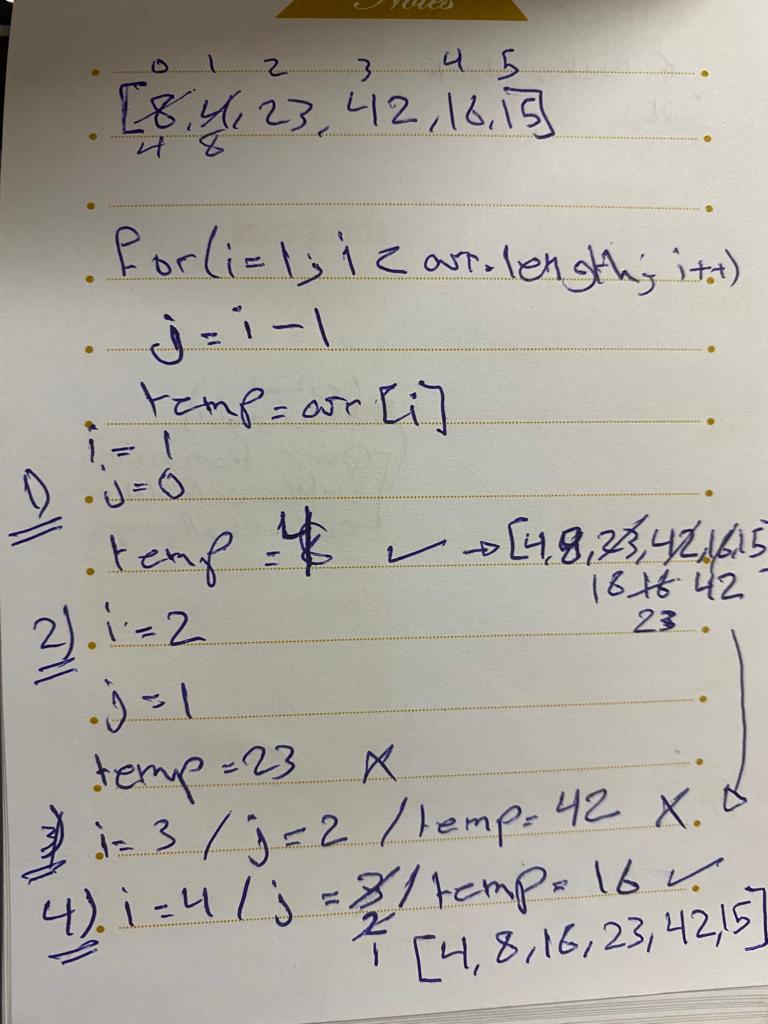 Notes
0 1 2 3 4 5
[8, 4, 23, 42, 16, 15]
4 8
for(i=1; i < arr.length; i++)
j = i - 1
temp = arr [i]
i = 1
1) j = 0
temp = 4 ✓ → [4, 8, 23, 42, 16, 15
16 16 42
23
2) i = 2
j = 1
temp = 23 X
i = 3 / j = 2 / temp = 42 X
4) i = 4 / j = 3 / temp = 16 ✓
2
1 [4, 8, 16, 23, 42, 15]